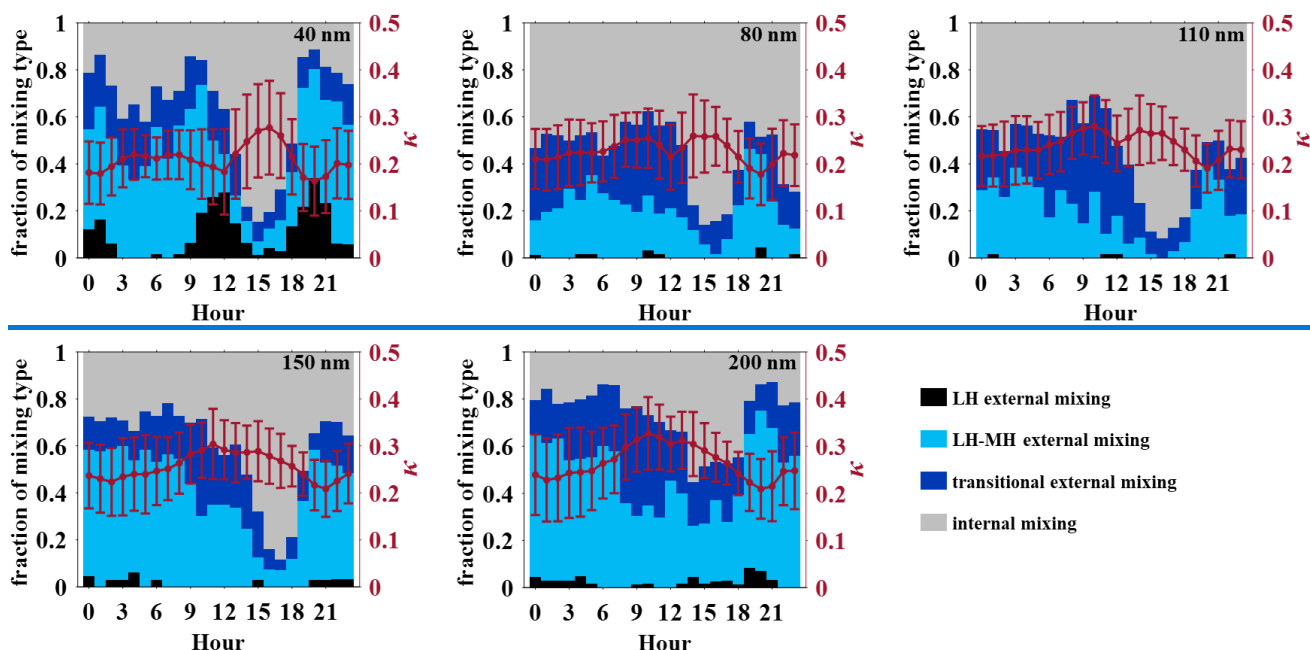 40 nm
fraction of mixing type
1
0.8
0.6
0.4
0.2
0
0.5
0.4
0.3
0.2
0.1
0
κ
0 3 6 9 12 15 18 21
Hour
80 nm
fraction of mixing type
1
0.8
0.6
0.4
0.2
0
0.5
0.4
0.3
0.2
0.1
0
κ
0 3 6 9 12 15 18 21
Hour
110 nm
fraction of mixing type
1
0.8
0.6
0.4
0.2
0
0.5
0.4
0.3
0.2
0.1
0
κ
0 3 6 9 12 15 18 21
Hour
150 nm
fraction of mixing type
1
0.8
0.6
0.4
0.2
0
0.5
0.4
0.3
0.2
0.1
0
κ
0 3 6 9 12 15 18 21
Hour
200 nm
fraction of mixing type
1
0.8
0.6
0.4
0.2
0
0.5
0.4
0.3
0.2
0.1
0
κ
0 3 6 9 12 15 18 21
Hour
LH external mixing
LH-MH external mixing
transitional external mixing
internal mixing